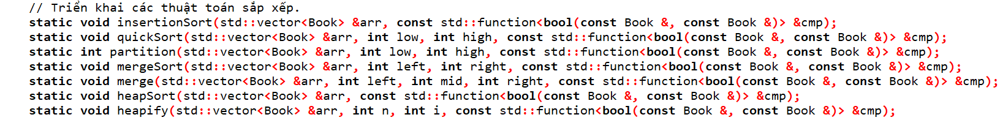 // Triển khai các thuật toán sắp xếp.
static void insertionSort(std::vector<Book> &arr, const std::function<bool(const Book &, const Book &)> &cmp);
static void quickSort(std::vector<Book> &arr, int low, int high, const std::function<bool(const Book &, const Book &)> &cmp);
static int partition(std::vector<Book> &arr, int low, int high, const std::function<bool(const Book &, const Book &)> &cmp);
static void mergeSort(std::vector<Book> &arr, int left, int right, const std::function<bool(const Book &, const Book &)> &cmp);
static void merge(std::vector<Book> &arr, int left, int mid, int right, const std::function<bool(const Book &, const Book &)> &cmp);
static void heapSort(std::vector<Book> &arr, const std::function<bool(const Book &, const Book &)> &cmp);
static void heapify(std::vector<Book> &arr, int n, int i, const std::function<bool(const Book &, const Book &)> &cmp);